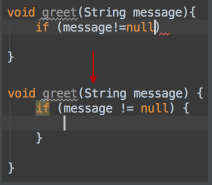 void greet(String message){
    if (message!=null)

}

void greet(String message) {
    if (message != null) {

    }

}